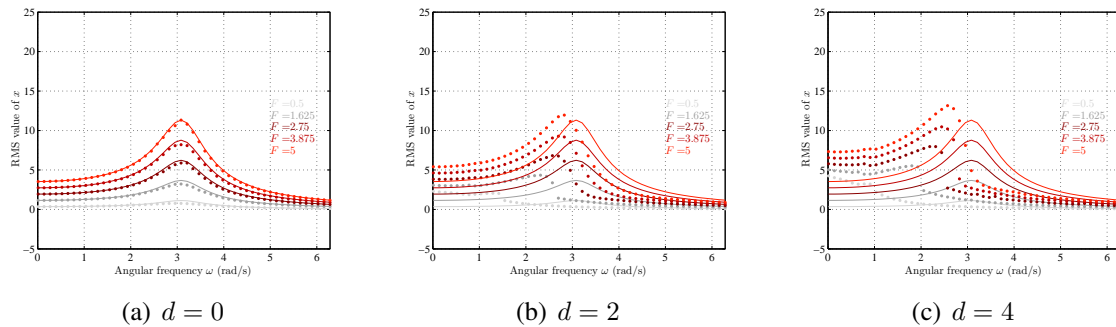 25
20
15
10
5
0
−5
0 1 2 3 4 5 6
RMS value of x
Angular frequency ω (rad/s)
F =0.5
F =1.625
F =2.75
F =3.875
F =5
(a) d = 0
25
20
15
10
5
0
−5
0 1 2 3 4 5 6
RMS value of x
Angular frequency ω (rad/s)
F =0.5
F =1.625
F =2.75
F =3.875
F =5
(b) d = 2
25
20
15
10
5
0
−5
0 1 2 3 4 5 6
RMS value of x
Angular frequency ω (rad/s)
F =0.5
F =1.625
F =2.75
F =3.875
F =5
(c) d = 4